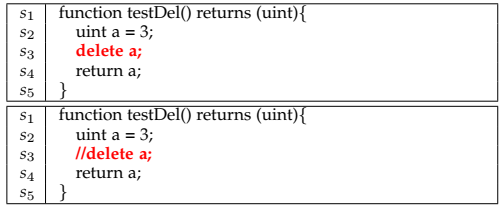 s1 function testDel() returns (uint){
s2 uint a = 3;
s3 delete a;
s4 return a;
s5 }
s1 function testDel() returns (uint){
s2 uint a = 3;
s3 //delete a;
s4 return a;
s5 }